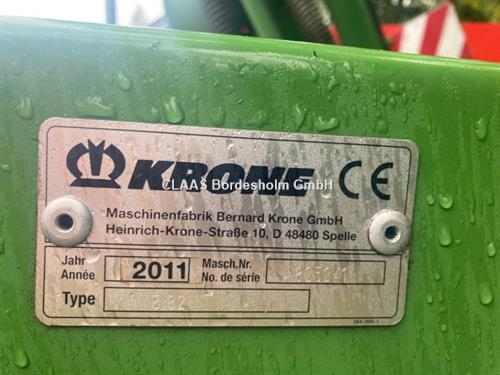 KRONE CE
CLAAS Bordesholm GmbH
Maschinenfabrik Bernard Krone GmbH
Heinrich-Krone-Straße 10, D 48480 Spelle
Jahr
Année
2011
Masch.Nr.
No. de série
Type